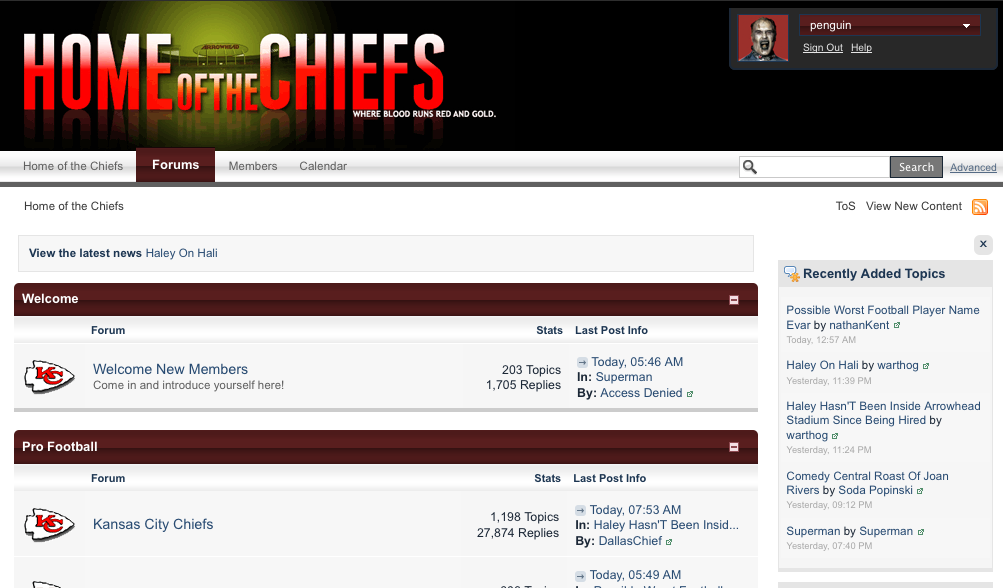 HOME OF THE CHIEFS
ARROWHEAD
WHERE BLOOD RUNS RED AND GOLD.
penguin
Sign Out Help
Home of the Chiefs Forums Members Calendar
Search Advanced
Home of the Chiefs
ToS View New Content
View the latest news Haley On Hali
Welcome
Forum Stats Last Post Info
KC
Welcome New Members
Come in and introduce yourself here!
203 Topics
1,705 Replies
Today, 05:46 AM
In: Superman
By: Access Denied
Pro Football
Forum Stats Last Post Info
KC
Kansas City Chiefs
1,198 Topics
27,874 Replies
Today, 07:53 AM
In: Haley Hasn'T Been Insid...
By: DallasChief
Today, 05:49 AM
x
Recently Added Topics
Possible Worst Football Player Name
Evar by nathanKent
Today, 12:57 AM
Haley On Hali by warthog
Yesterday, 11:39 PM
Haley Hasn'T Been Inside Arrowhead
Stadium Since Being Hired by
warthog
Yesterday, 11:24 PM
Comedy Central Roast Of Joan
Rivers by Soda Popinski
Yesterday, 09:12 PM
Superman by Superman
Yesterday, 07:40 PM